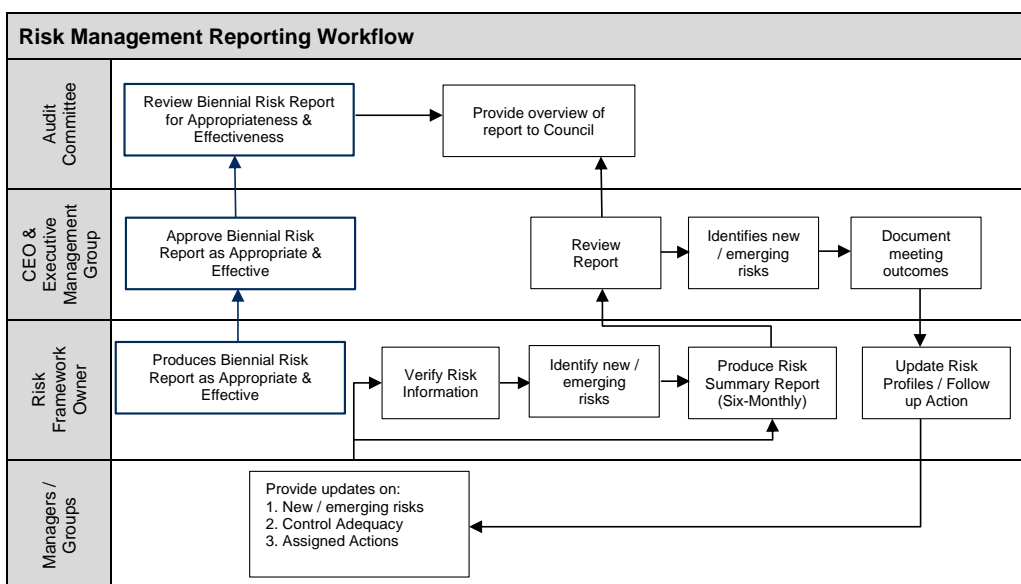 Risk Management Reporting Workflow
Audit
Committee
Review Biennial Risk Report
for Appropriateness &
Effectiveness
Provide overview of
report to Council
CEO &
Executive
Management
Group
Approve Biennial Risk
Report as Appropriate &
Effective
Review
Report
Identifies new
/ emerging
risks
Document
meeting
outcomes
Risk
Framework
Owner
Produces Biennial Risk
Report as Appropriate &
Effective
Verify Risk
Information
Identify new /
emerging
risks
Produce Risk
Summary Report
(Six-Monthly)
Update Risk
Profiles / Follow
up Action
Managers /
Groups
Provide updates on:
1. New / emerging risks
2. Control Adequacy
3. Assigned Actions